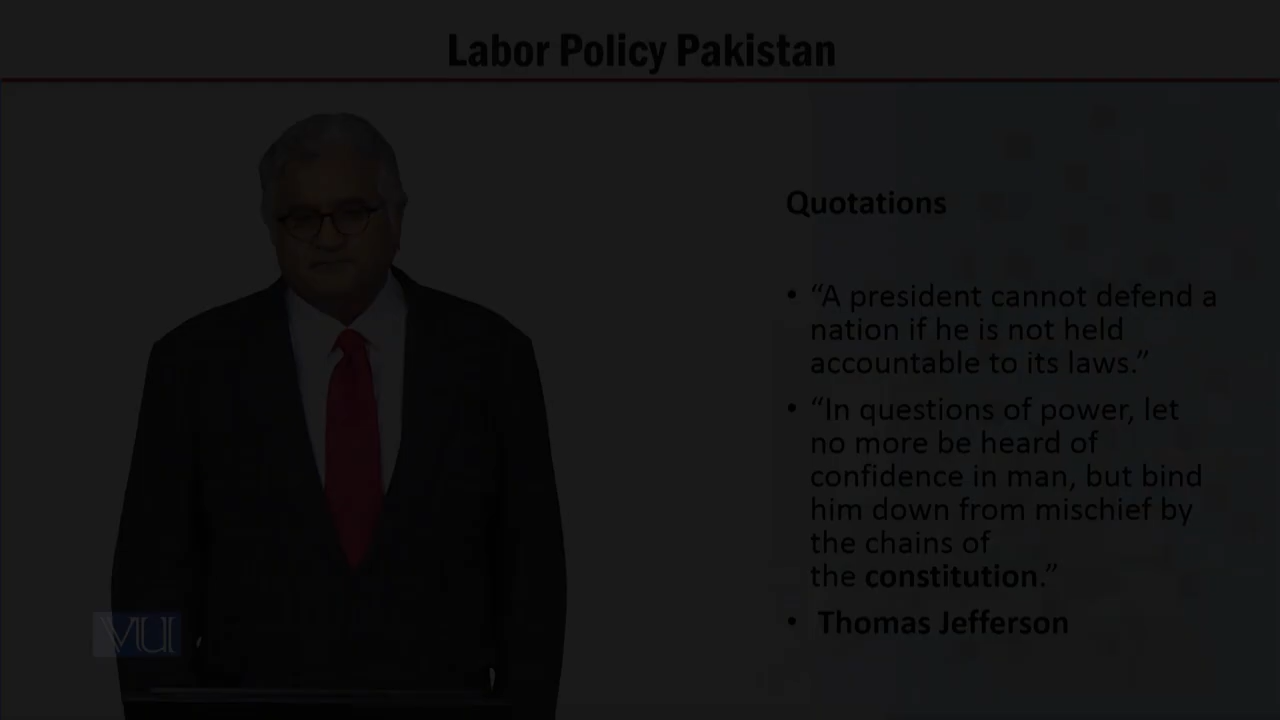 Labor Policy Pakistan
Quotations
• “A president cannot defend a
nation if he is not held
accountable to its laws.”
• “In questions of power, let
no more be heard of
confidence in man, but bind
him down from mischief by
the chains of
the constitution.”
• Thomas Jefferson
VU